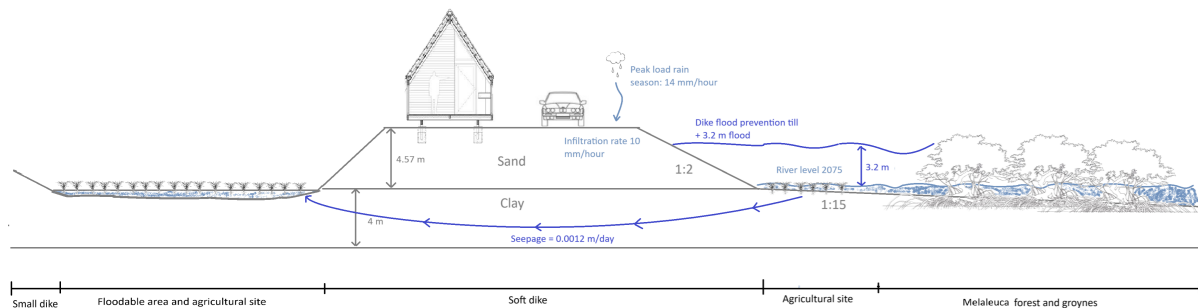 Peak load rain
season: 14 mm/hour
Dike flood prevention till
+ 3.2 m flood
Infiltration rate 10
mm/hour
4.57 m
Sand
1:2
River level 2075
3.2 m
Clay
1:15
4 m
Seepage = 0.0012 m/day
Small dike
Floodable area and agricultural site
Soft dike
Agricultural site
Melaleuca forest and groynes